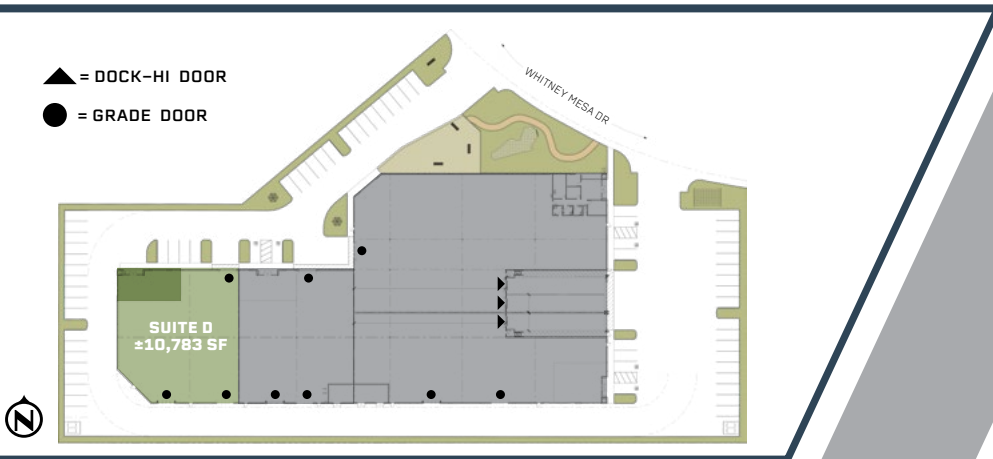 = DOCK-HI DOOR
= GRADE DOOR
WHITNEY MESA DR
SUITE D
±10,783 SF
N